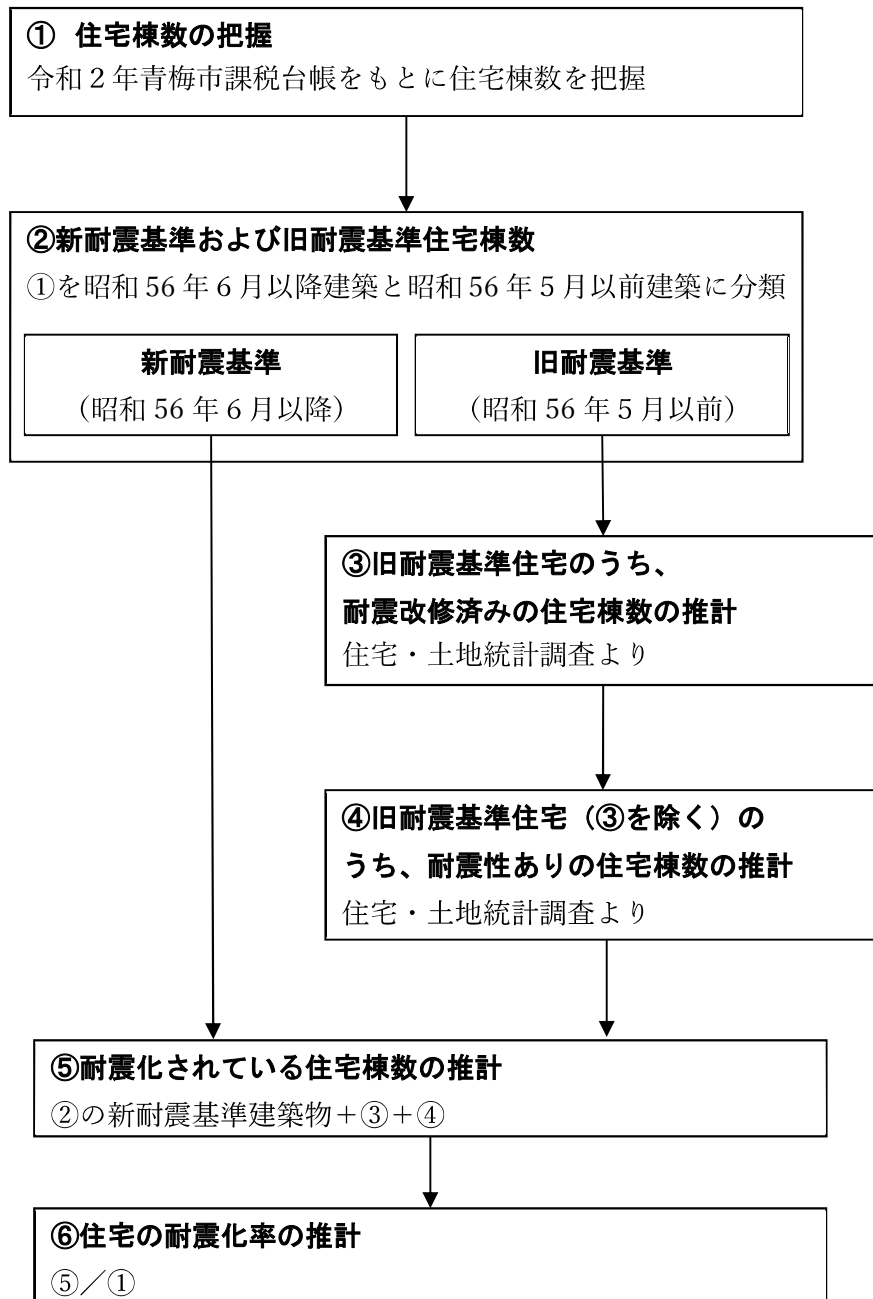 ① 住宅棟数の把握
令和２年青梅市課税台帳をもとに住宅棟数を把握
②新耐震基準および旧耐震基準住宅棟数
①を昭和 56 年６月以降建築と昭和 56 年５月以前建築に分類
新耐震基準
（昭和 56 年６月以降）
旧耐震基準
（昭和 56 年５月以前）
③旧耐震基準住宅のうち、
耐震改修済みの住宅棟数の推計
住宅・土地統計調査より
④旧耐震基準住宅（③を除く）の
うち、耐震性ありの住宅棟数の推計
住宅・土地統計調査より
⑤耐震化されている住宅棟数の推計
②の新耐震基準建築物＋③＋④
⑥住宅の耐震化率の推計
⑤／①